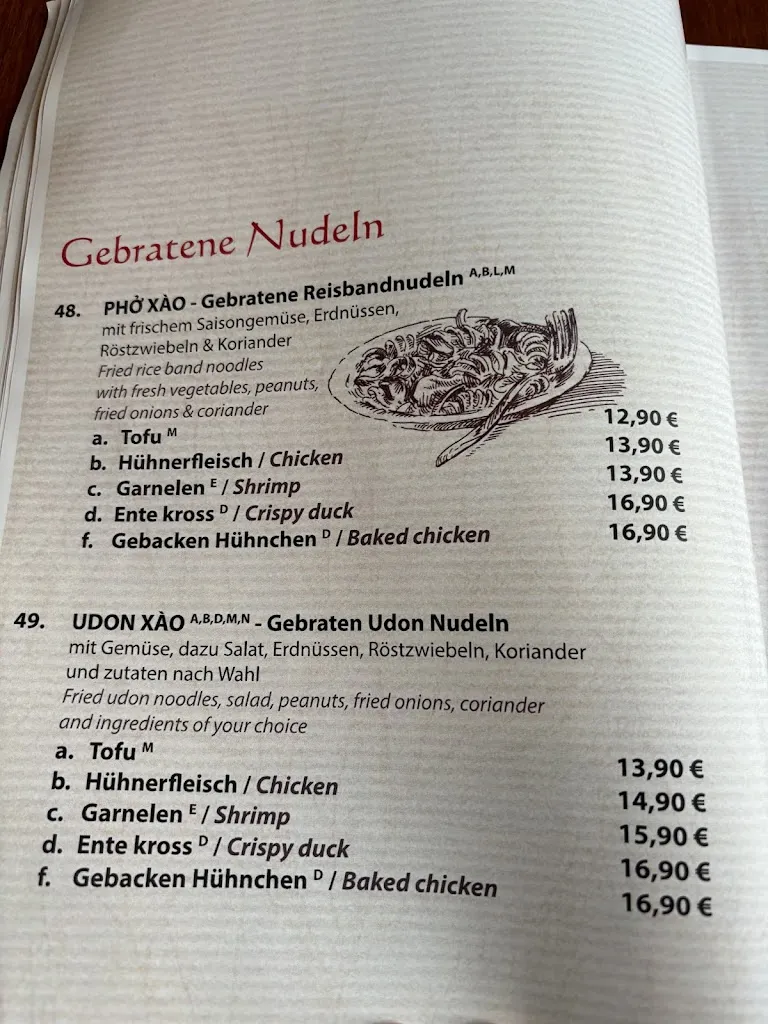 Gebratene Nudeln
48. PHỞ XÀO - Gebratene Reisbandnudeln A,B,L,M
mit frischem Saisongemüse, Erdnüssen,
Röstzwiebeln & Koriander
Fried rice band noodles
with fresh vegetables, peanuts,
fried onions & coriander
a. Tofu M 12,90 €
b. Hühnerfleisch / Chicken 13,90 €
c. Garnelen E / Shrimp 13,90 €
d. Ente kross D / Crispy duck 16,90 €
f. Gebacken Hühnchen D / Baked chicken 16,90 €
49. UDON XÀO A,B,D,M,N - Gebraten Udon Nudeln
mit Gemüse, dazu Salat, Erdnüssen, Röstzwiebeln, Koriander
und zutaten nach Wahl
Fried udon noodles, salad, peanuts, fried onions, coriander
and ingredients of your choice
a. Tofu M 13,90 €
b. Hühnerfleisch / Chicken 14,90 €
c. Garnelen E / Shrimp 15,90 €
d. Ente kross D / Crispy duck 16,90 €
f. Gebacken Hühnchen D / Baked chicken 16,90 €